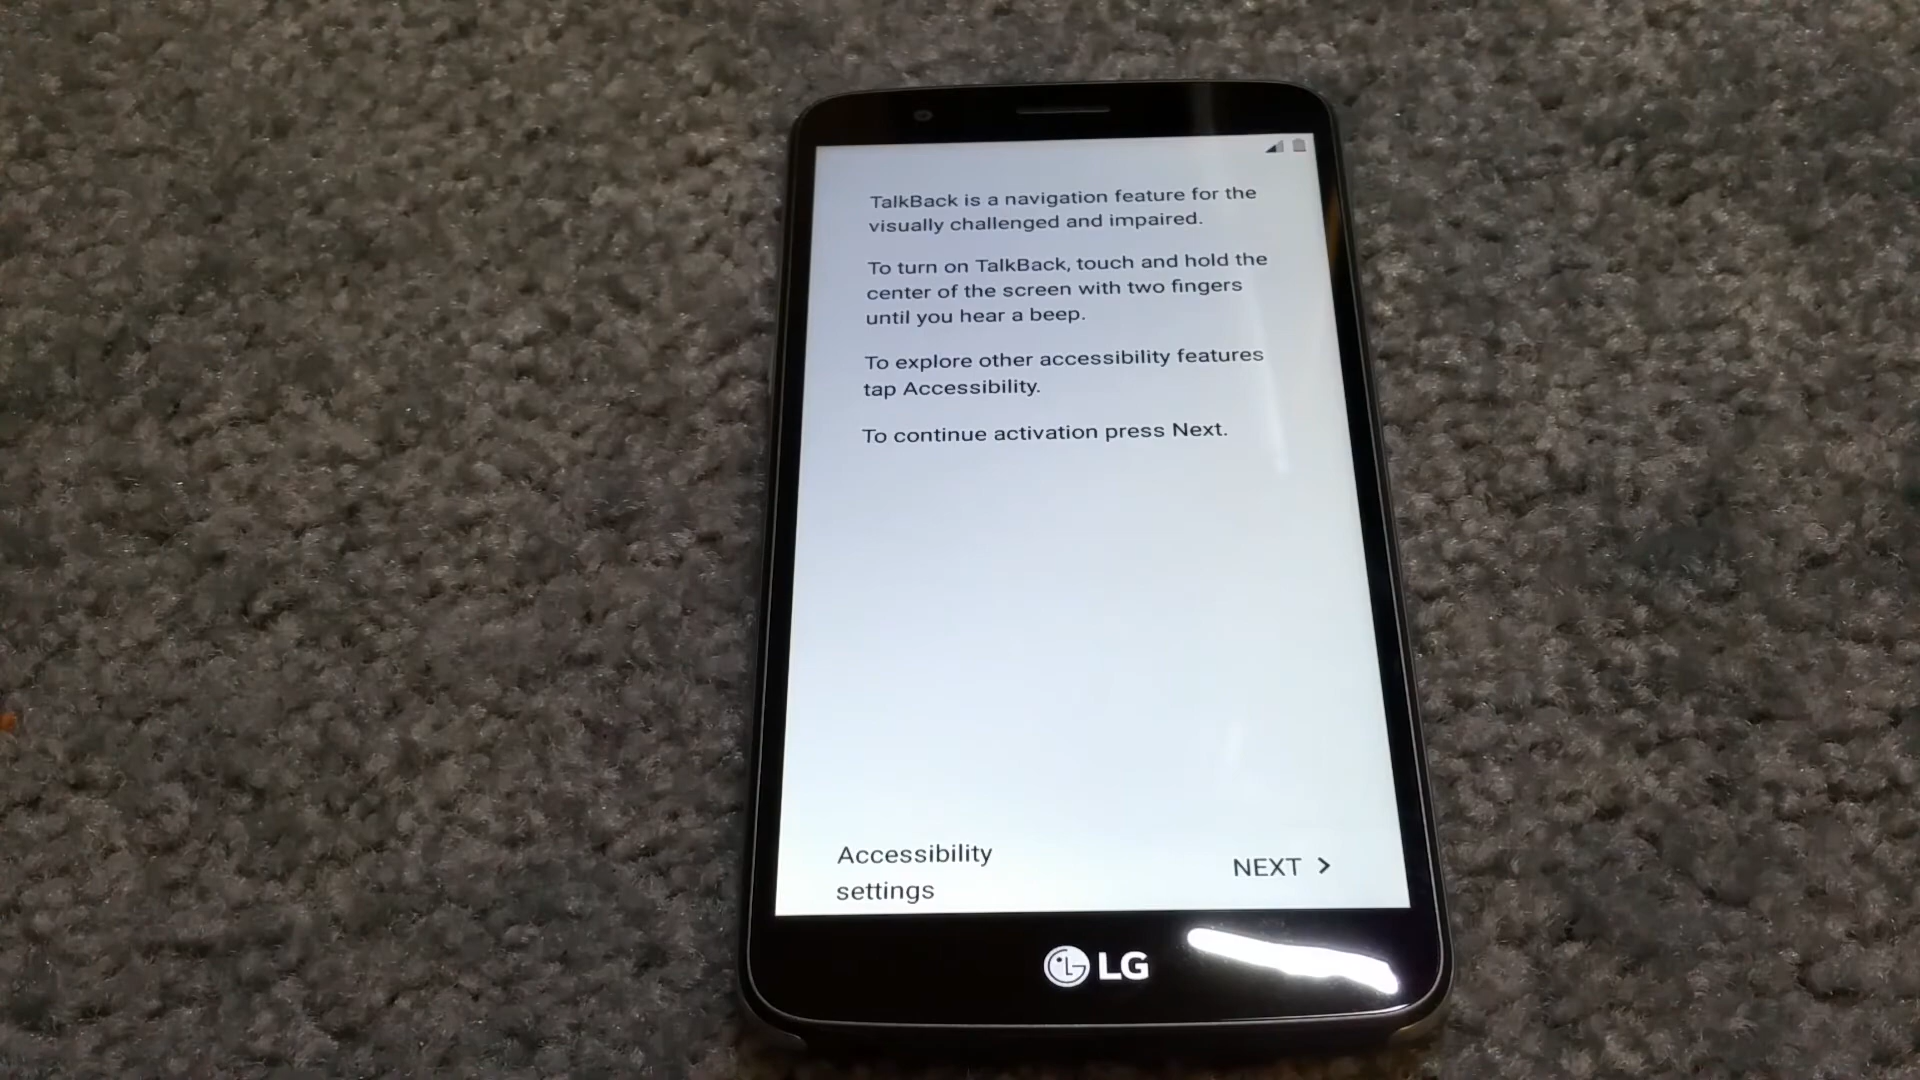 TalkBack is a navigation feature for the
visually challenged and impaired.
To turn on TalkBack, touch and hold the
center of the screen with two fingers
until you hear a beep.
To explore other accessibility features
tap Accessibility.
To continue activation press Next.
Accessibility
settings
NEXT
LG